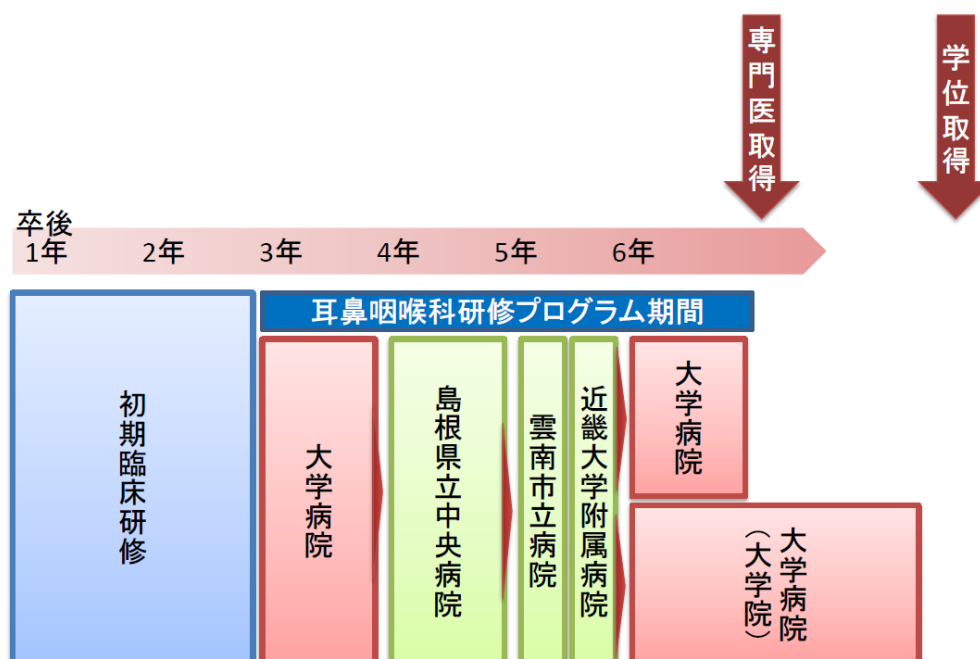 専門医取得
学位取得
卒後
1年 2年 3年 4年 5年 6年
耳鼻咽喉科研修プログラム期間
初期臨床研修
大学病院
島根県立中央病院
雲南市立病院
近畿大学附属病院
大学病院
大学病院
（大学院）